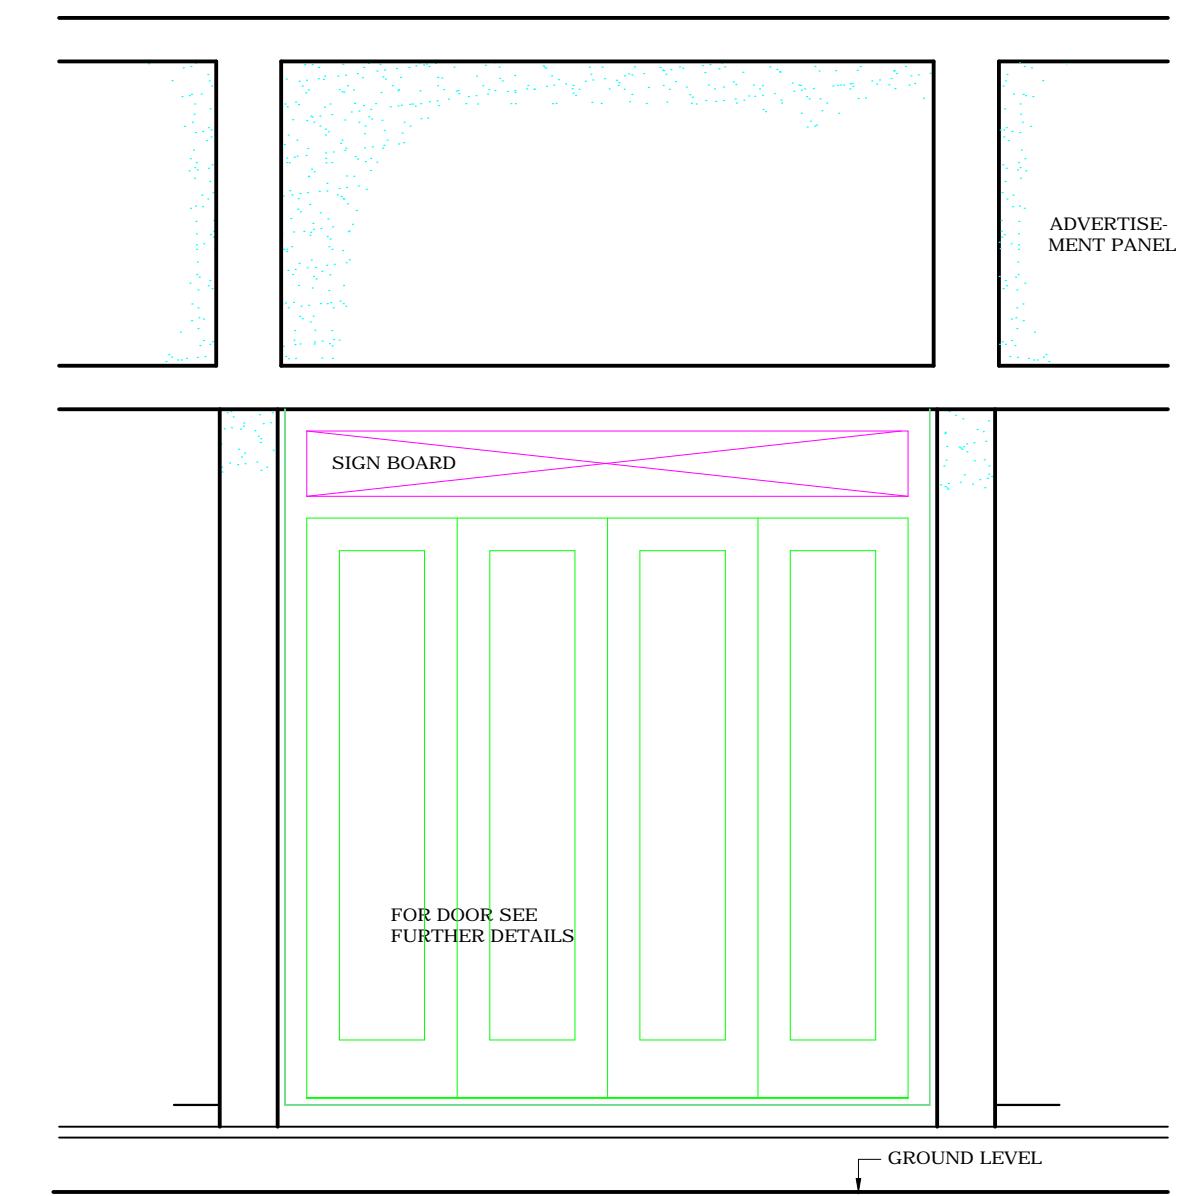 ADVERTISE-
MENT PANEL
SIGN BOARD
FOR DOOR SEE
FURTHER DETAILS
GROUND LEVEL